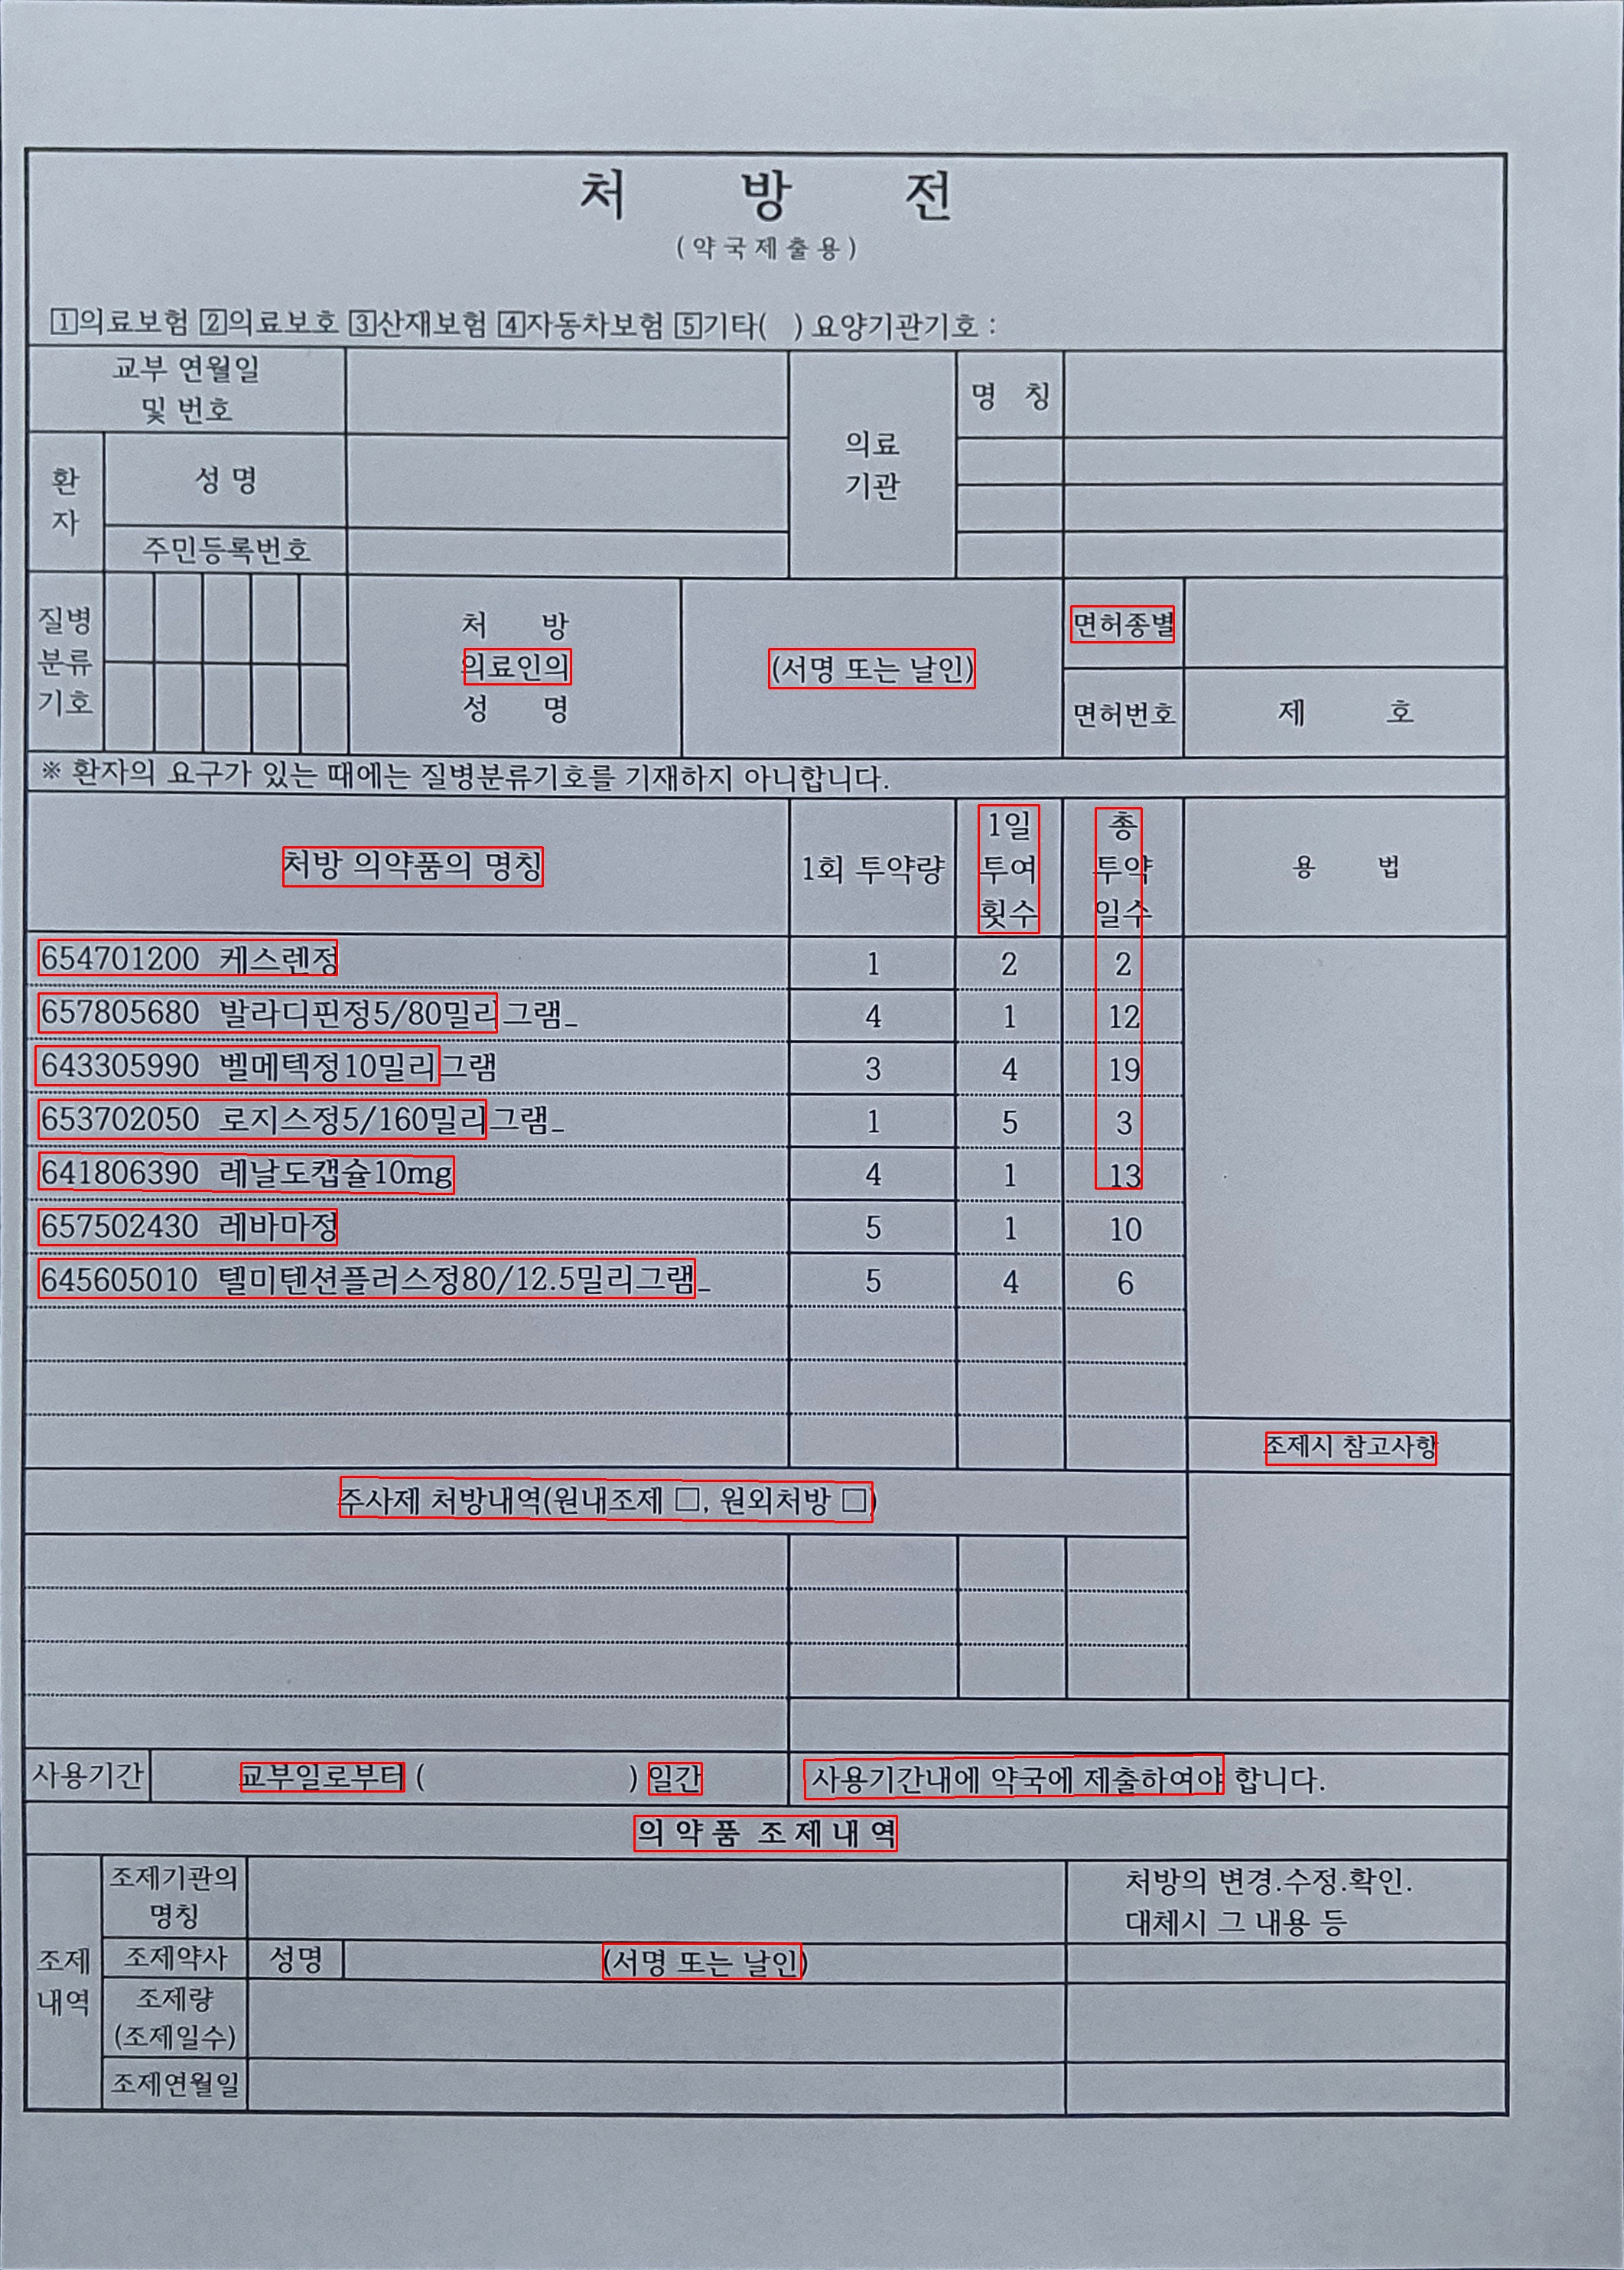 처 방 전
(약국제출용)
1의료보험 2의료보호 3산재보험 4자동차보험 5기타( ) 요양기관기호 :
교부 연월일
및 번호
의료
기관
명 칭
환
자
성 명
주민등록번호
질병
분류
기호
처 방
의료인의
성 명
(서명 또는 날인)
면허종별
면허번호
제 호
※ 환자의 요구가 있는 때에는 질병분류기호를 기재하지 아니합니다.
처방 의약품의 명칭
1회 투약량
1일
투여
횟수
총
투약
일수
용 법
654701200 케스렌정 1 2 2
657805680 발라디핀정5/80밀리그램_ 4 1 12
643305990 벨메텍정10밀리그램 3 4 19
653702050 로지스정5/160밀리그램_ 1 5 3
641806390 레날도캡슐10mg 4 1 13
657502430 레바마정 5 1 10
645605010 텔미텐션플러스정80/12.5밀리그램_ 5 4 6
조제시 참고사항
주사제 처방내역(원내조제 □, 원외처방 □)
사용기간 교부일로부터 ( ) 일간 사용기간내에 약국에 제출하여야 합니다.
의 약 품 조 제 내 역
조제
내역
조제기관의
명칭
처방의 변경.수정.확인.
대체시 그 내용 등
조제약사 성명 (서명 또는 날인)
조제량
(조제일수)
조제연월일